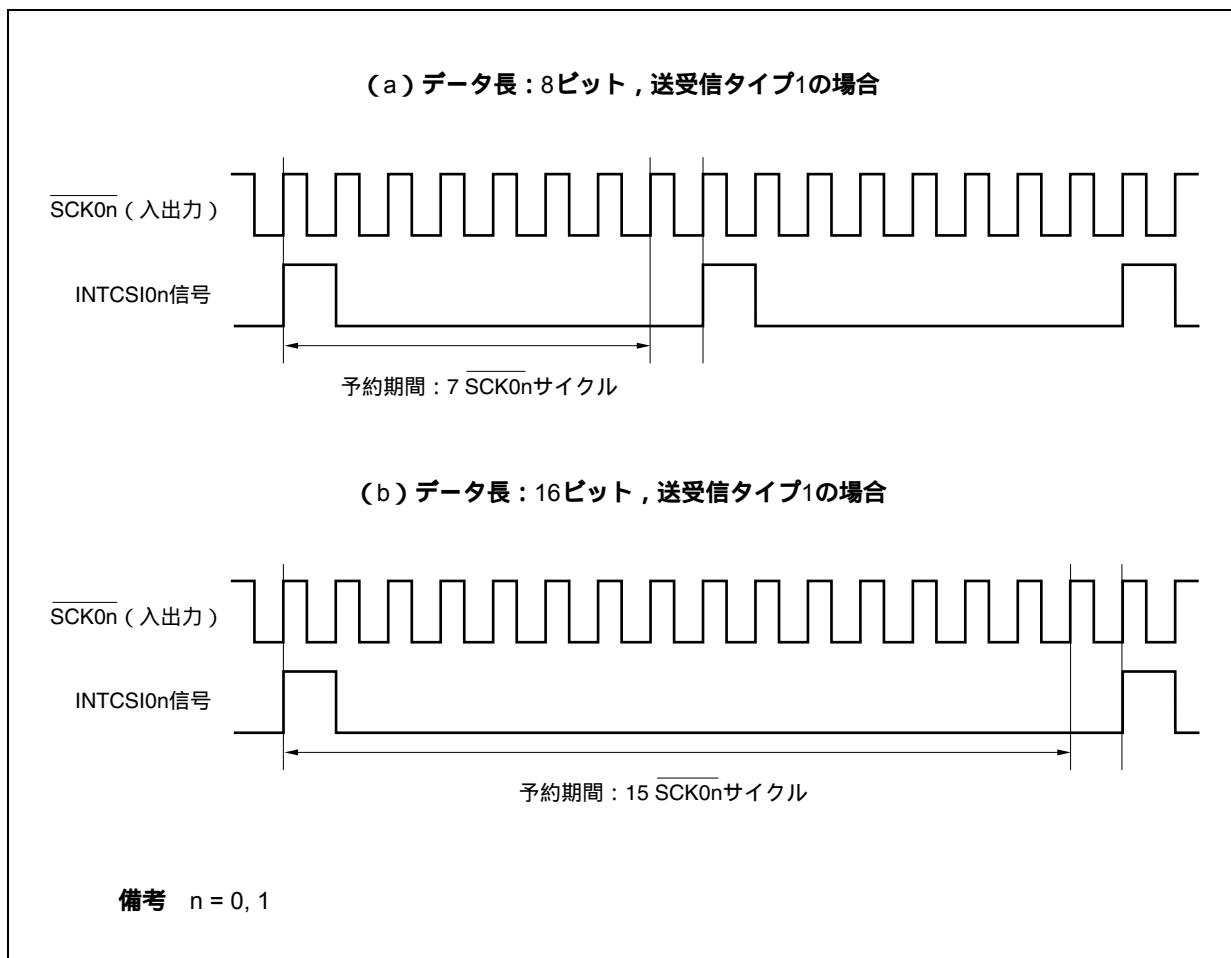 （a）データ長：8ビット，送受信タイプ1の場合
SCK0n（入出力）
INTCSI0n信号
予約期間：7 SCK0nサイクル
（b）データ長：16ビット，送受信タイプ1の場合
SCK0n（入出力）
INTCSI0n信号
予約期間：15 SCK0nサイクル
備考　n = 0, 1